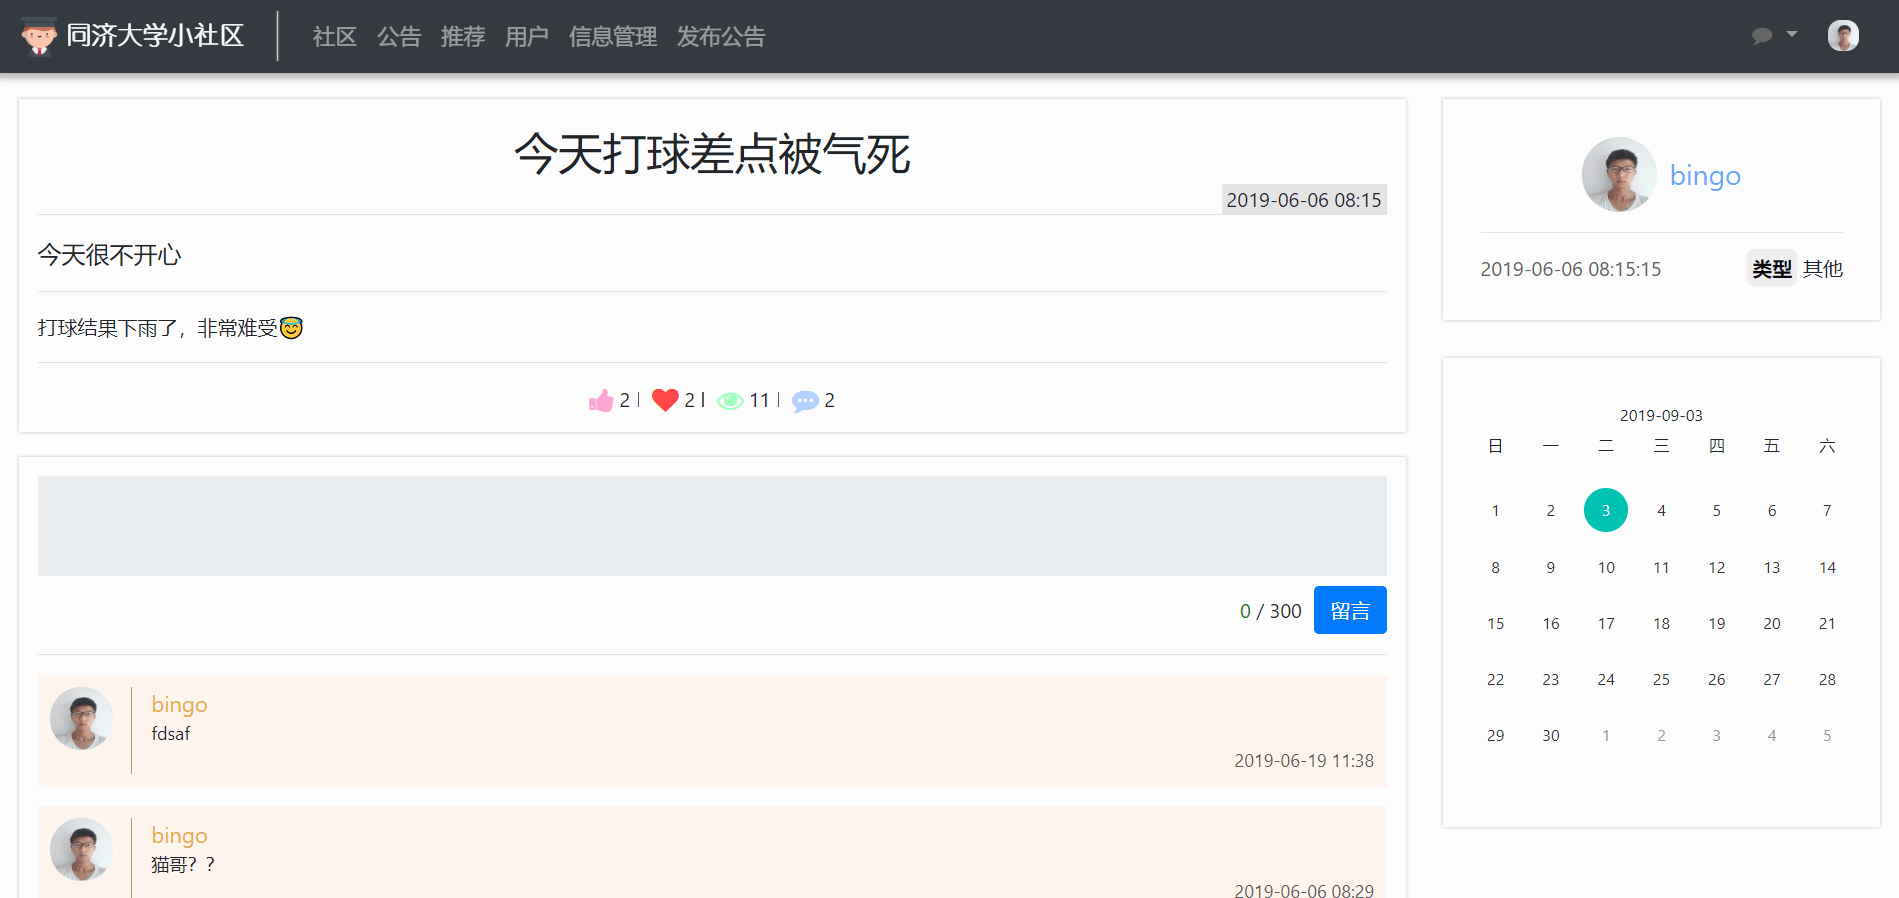 同济大学小社区
社区 公告 推荐 用户 信息管理 发布公告
今天打球差点被气死
2019-06-06 08:15
今天很不开心
打球结果下雨了，非常难受😇
2 | 2 | 11 | 2
0 / 300 留言
bingo
fdsaf
2019-06-19 11:38
bingo
猫哥？？
2019-06-06 08:29
bingo
2019-06-06 08:15:15 类型 其他
2019-09-03
日 一 二 三 四 五 六
1 2 3 4 5 6 7
8 9 10 11 12 13 14
15 16 17 18 19 20 21
22 23 24 25 26 27 28
29 30 1 2 3 4 5